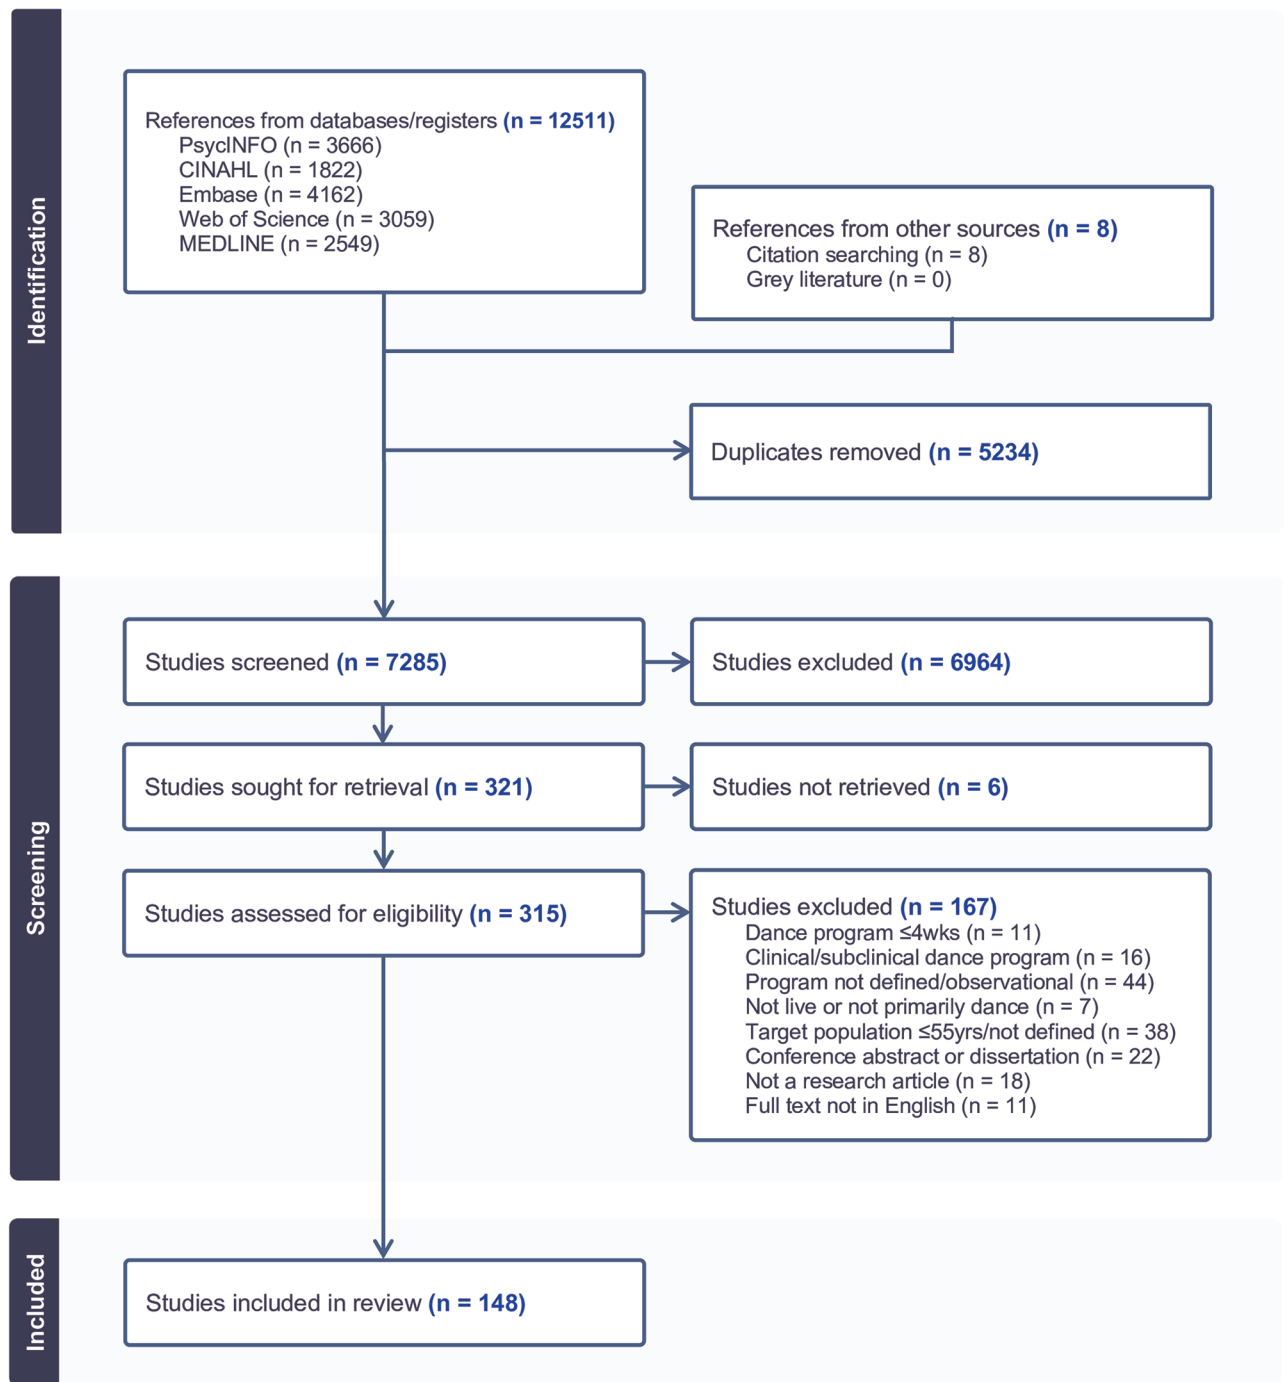 Identification
References from databases/registers (n = 12511)
PsycINFO (n = 3666)
CINAHL (n = 1822)
Embase (n = 4162)
Web of Science (n = 3059)
MEDLINE (n = 2549)
References from other sources (n = 8)
Citation searching (n = 8)
Grey literature (n = 0)
Duplicates removed (n = 5234)
Screening
Studies screened (n = 7285)
Studies excluded (n = 6964)
Studies sought for retrieval (n = 321)
Studies not retrieved (n = 6)
Studies assessed for eligibility (n = 315)
Studies excluded (n = 167)
Dance program ≤4wks (n = 11)
Clinical/subclinical dance program (n = 16)
Program not defined/observational (n = 44)
Not live or not primarily dance (n = 7)
Target population ≤55yrs/not defined (n = 38)
Conference abstract or dissertation (n = 22)
Not a research article (n = 18)
Full text not in English (n = 11)
Included
Studies included in review (n = 148)